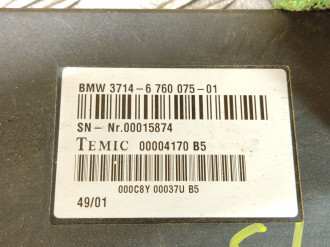 BMW 3714-6 760 075-01
SN- Nr.00015874
TEMIC 00004170 B5
000C8Y 00037U B5
49/01